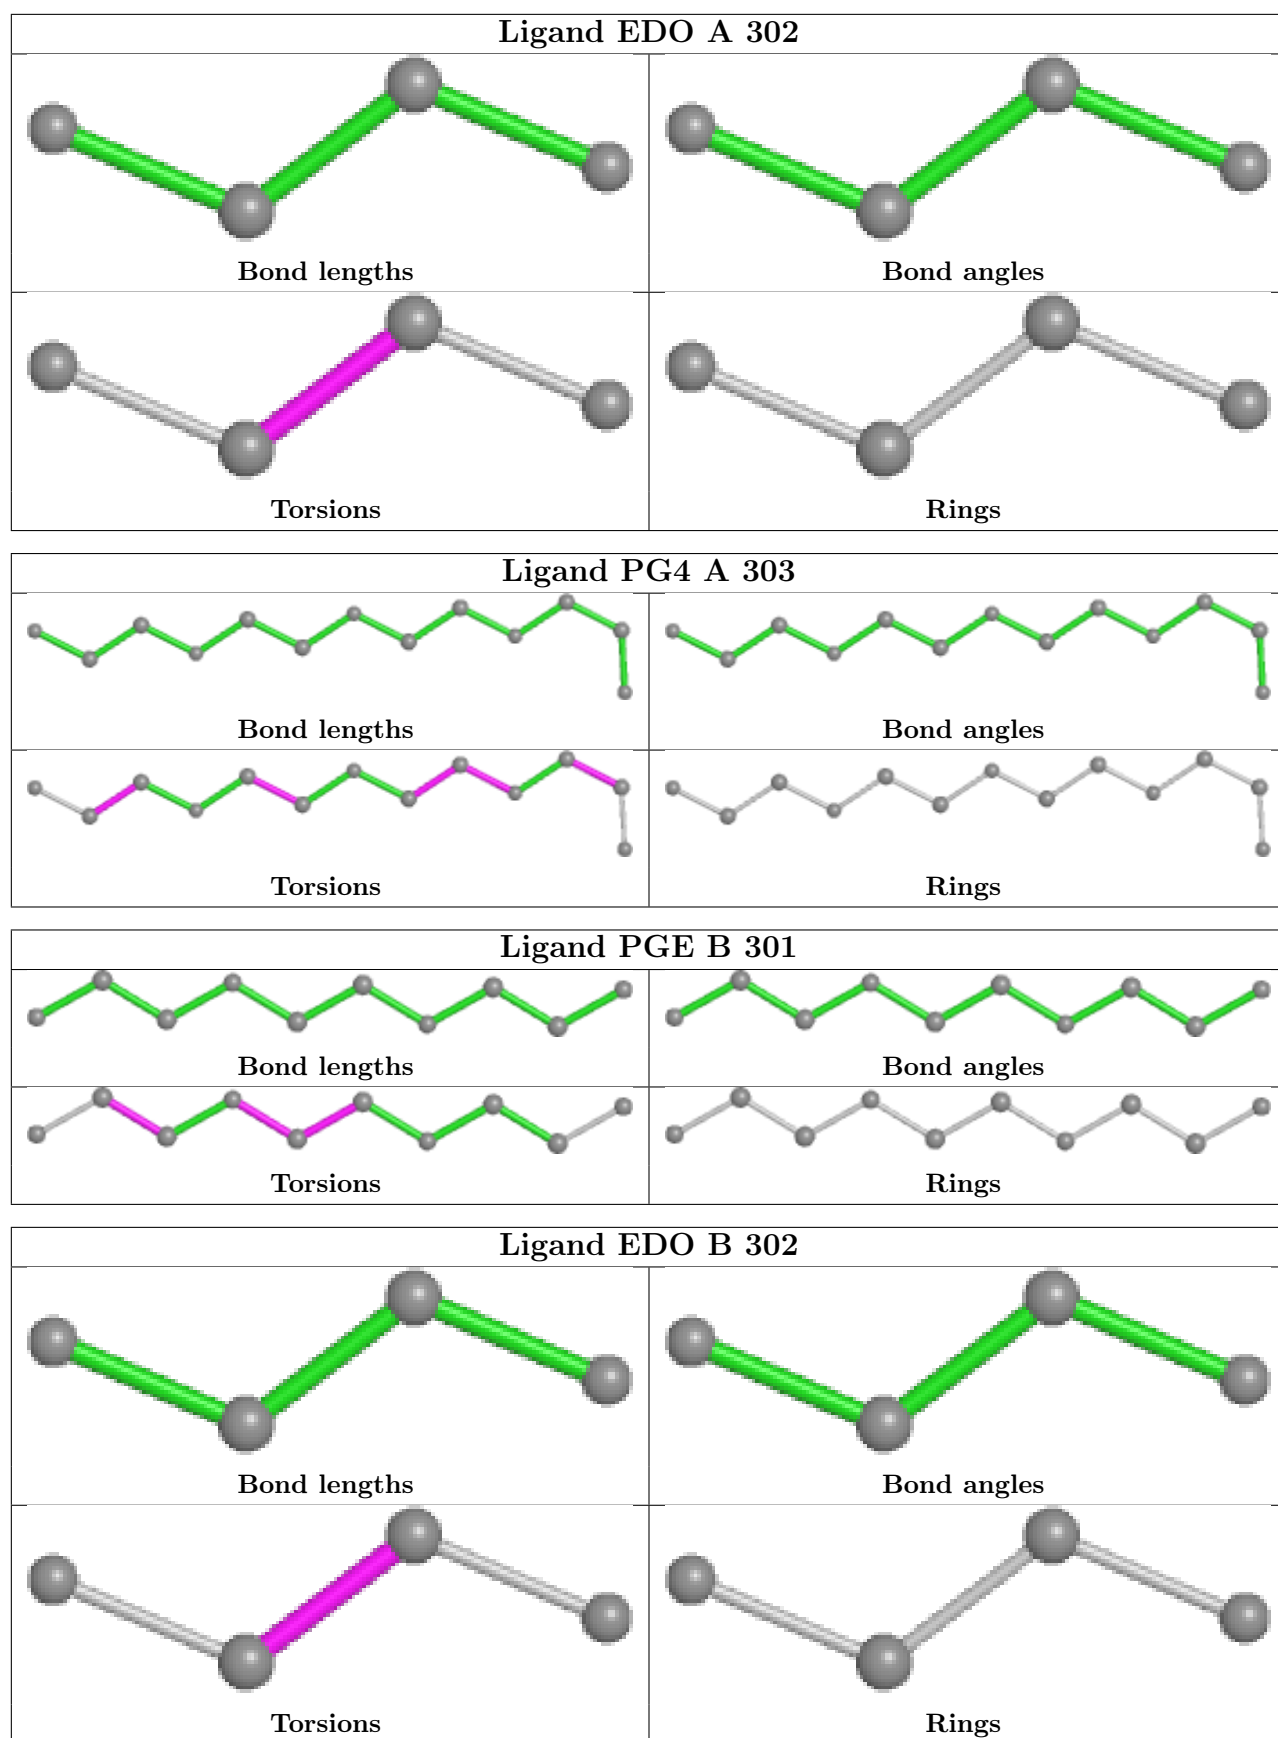 Ligand EDO A 302
Bond lengths
Bond angles
Torsions
Rings
Ligand PG4 A 303
Bond lengths
Bond angles
Torsions
Rings
Ligand PGE B 301
Bond lengths
Bond angles
Torsions
Rings
Ligand EDO B 302
Bond lengths
Bond angles
Torsions
Rings